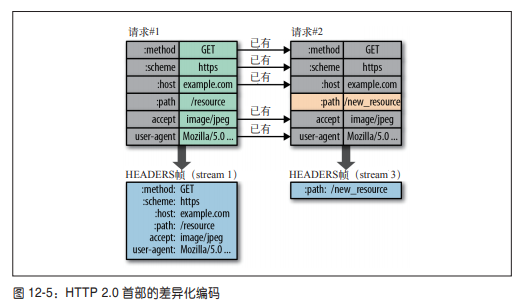 请求#1
:method GET
:scheme https
:host example.com
:path /resource
accept image/jpeg
user-agent Mozilla/5.0 ...
已有
已有
已有
已有
已有
请求#2
:method GET
:scheme https
:host example.com
:path /new_resource
accept image/jpeg
user-agent Mozilla/5.0 ...
HEADERS帧（stream 1）
:method: GET
:scheme: https
:host: example.com
:path: /resource
accept: image/jpeg
user-agent: Mozilla/5.0 ...
HEADERS帧（stream 3）
:path: /new_resource
图 12-5：HTTP 2.0 首部的差异化编码